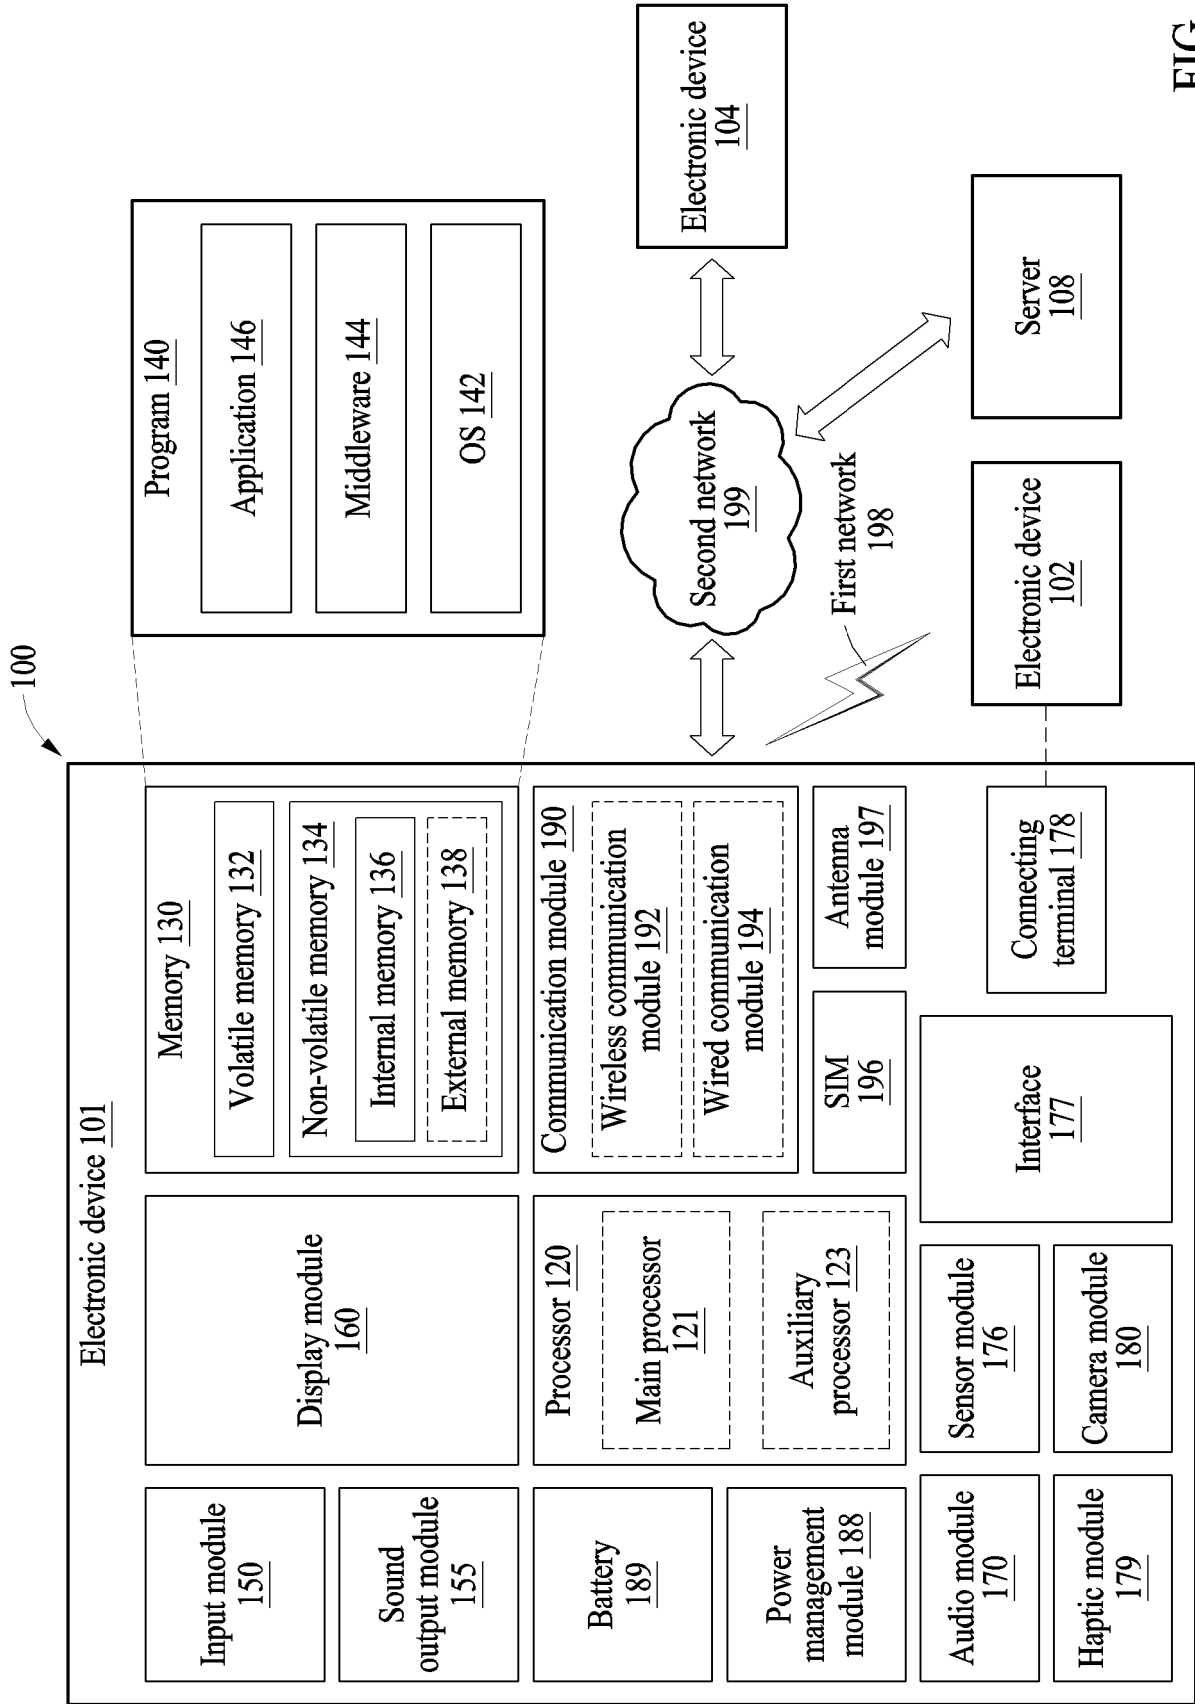 100
Electronic device 101
Input module
150
Sound
output module
155
Battery
189
Power
management
module 188
Audio module
170
Haptic module
179
Display module
160
Processor 120
Main processor
121
Auxiliary
processor 123
Sensor module
176
Camera module
180
Memory 130
Volatile memory 132
Non-volatile memory 134
Internal memory 136
External memory 138
Communication module 190
Wireless communication
module 192
Wired communication
module 194
SIM
196
Antenna
module 197
Interface
177
Connecting
terminal 178
Program 140
Application 146
Middleware 144
OS 142
Second network
199
First network
198
Electronic device
104
Electronic device
102
Server
108
FIG